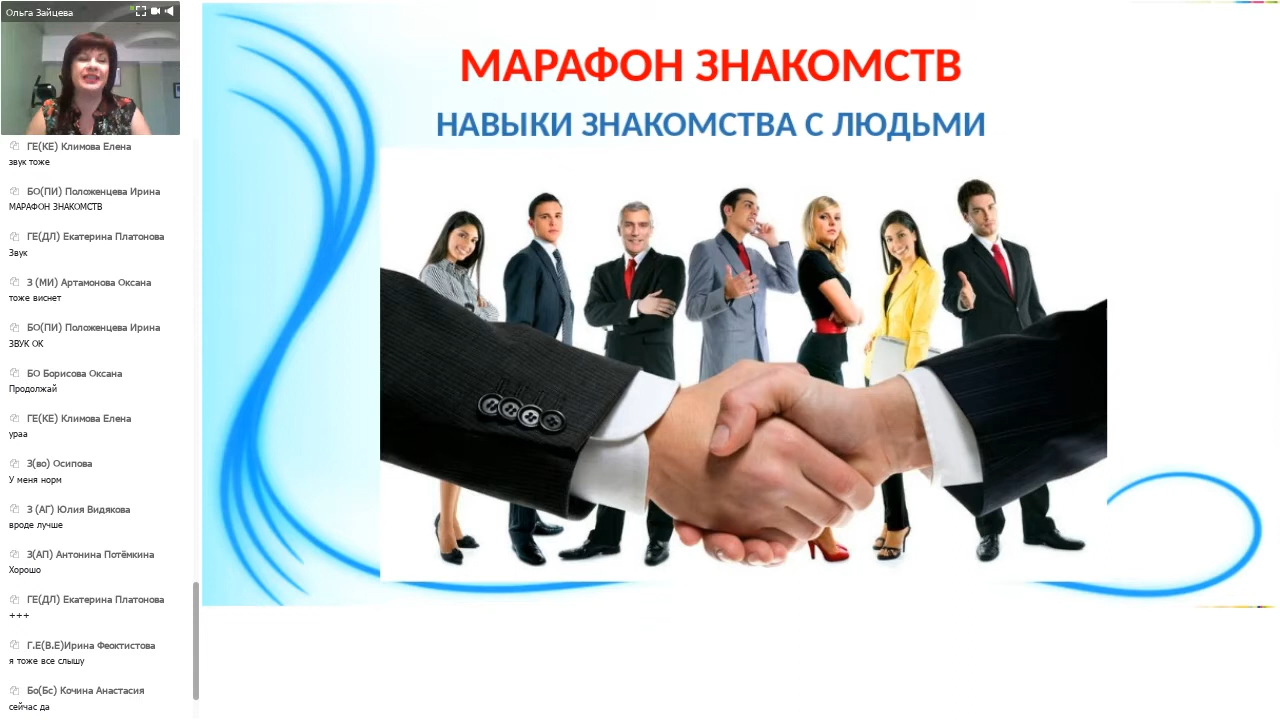 Ольга Зайцева
ГЕ(КЕ) Климова Елена
звук тоже
БО(ПИ) Положенцева Ирина
МАРАФОН ЗНАКОМСТВ
ГЕ(ДЛ) Екатерина Платонова
Звук
З (МИ) Артамонова Оксана
тоже виснет
БО(ПИ) Положенцева Ирина
ЗВУК ОК
БО Борисова Оксана
Продолжай
ГЕ(КЕ) Климова Елена
ураа
З(во) Осипова
У меня норм
З (АГ) Юлия Видякова
вроде лучше
З(АП) Антонина Потёмкина
Хорошо
ГЕ(ДЛ) Екатерина Платонова
+++
Г.Е(В.Е)Ирина Феоктистова
я тоже все слышу
Бо(Бс) Кочина Анастасия
сейчас да
МАРАФОН ЗНАКОМСТВ
НАВЫКИ ЗНАКОМСТВА С ЛЮДЬМИ